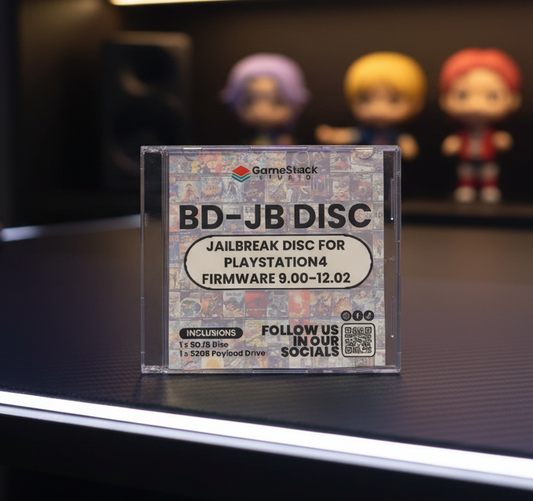 GameStack
STUDIO
BD-JB DISC
JAILBREAK DISC FOR
PLAYSTATION4
FIRMWARE 9.00-12.02
INCLUSIONS
FOLLOW US
IN OUR
SOCIALS